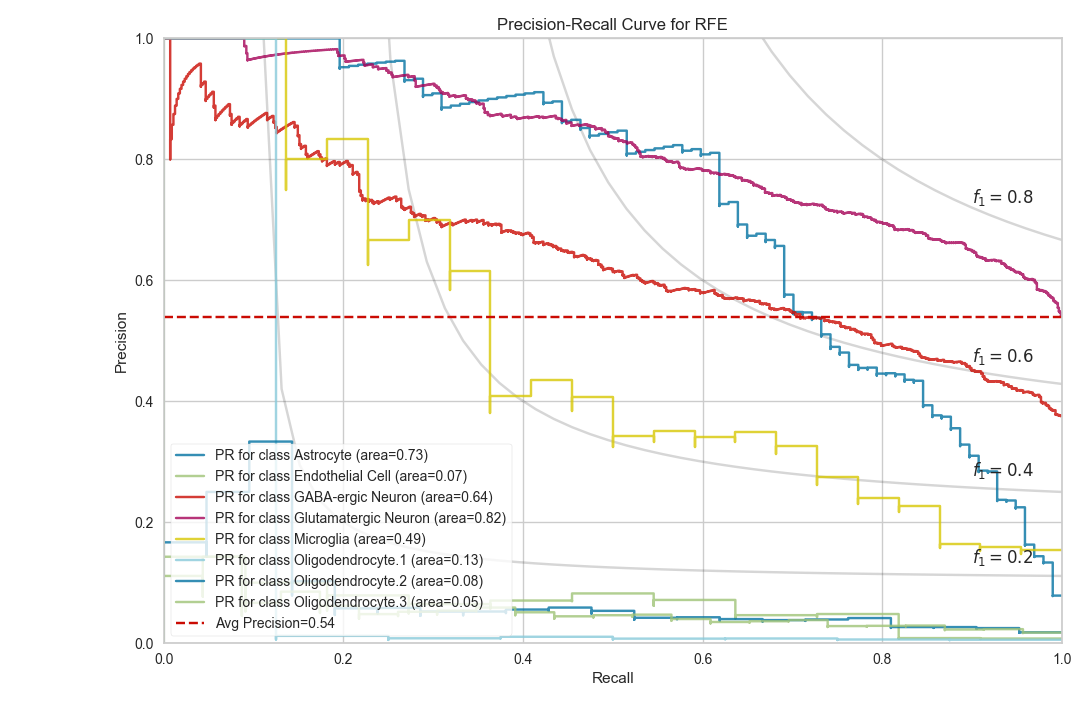 Precision-Recall Curve for RFE
1.0
0.8
0.6
0.4
0.2
0.0
Precision
f1 = 0.8
f1 = 0.6
f1 = 0.4
f1 = 0.2
PR for class Astrocyte (area=0.73)
PR for class Endothelial Cell (area=0.07)
PR for class GABA-ergic Neuron (area=0.64)
PR for class Glutamatergic Neuron (area=0.82)
PR for class Microglia (area=0.49)
PR for class Oligodendrocyte.1 (area=0.13)
PR for class Oligodendrocyte.2 (area=0.08)
PR for class Oligodendrocyte.3 (area=0.05)
Avg Precision=0.54
0.0 0.2 0.4 0.6 0.8 1.0
Recall